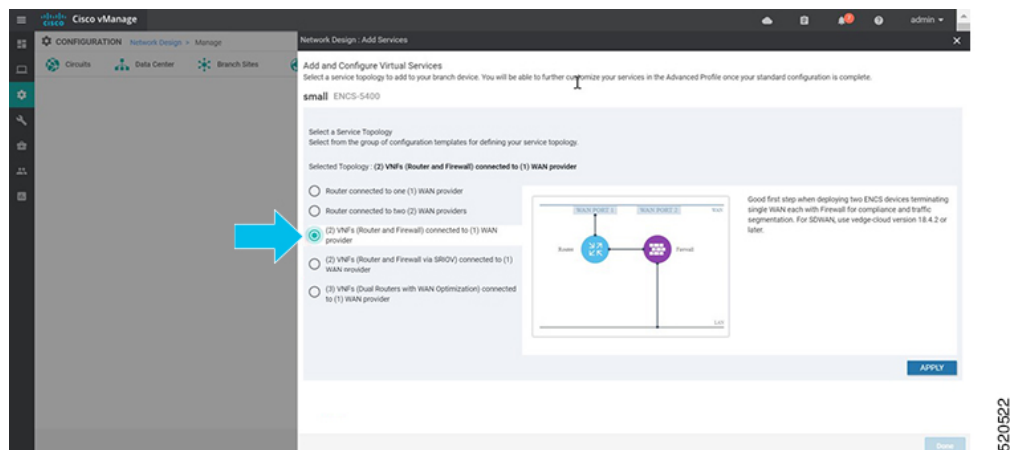 CISCO
Cisco vManage
admin
CONFIGURATION Network Design > Manage
Circuits
Data Center
Branch Sites
Network Design : Add Services
Add and Configure Virtual Services
Select a service topology to add to your branch device. You will be able to further customize your services in the Advanced Profile once your standard configuration is complete.
small ENCS-5400
Select a Service Topology
Select from the group of configuration templates for defining your service topology.
Selected Topology : (2) VNFs (Router and Firewall) connected to (1) WAN provider
Router connected to one (1) WAN provider
Router connected to two (2) WAN providers
(2) VNFs (Router and Firewall) connected to (1) WAN
provider
(2) VNFs (Router and Firewall via SRIOV) connected to (1)
WAN provider
(3) VNFs (Dual Routers with WAN Optimization) connected
to (1) WAN provider
WAN PORT 1
WAN PORT 2
WAN
Router
Firewall
LAN
Good first step when deploying two ENCS devices terminating
single WAN each with Firewall for compliance and traffic
segmentation. For SDWAN, use vedge-cloud version 18.4.2 or
later.
APPLY
Done
520522